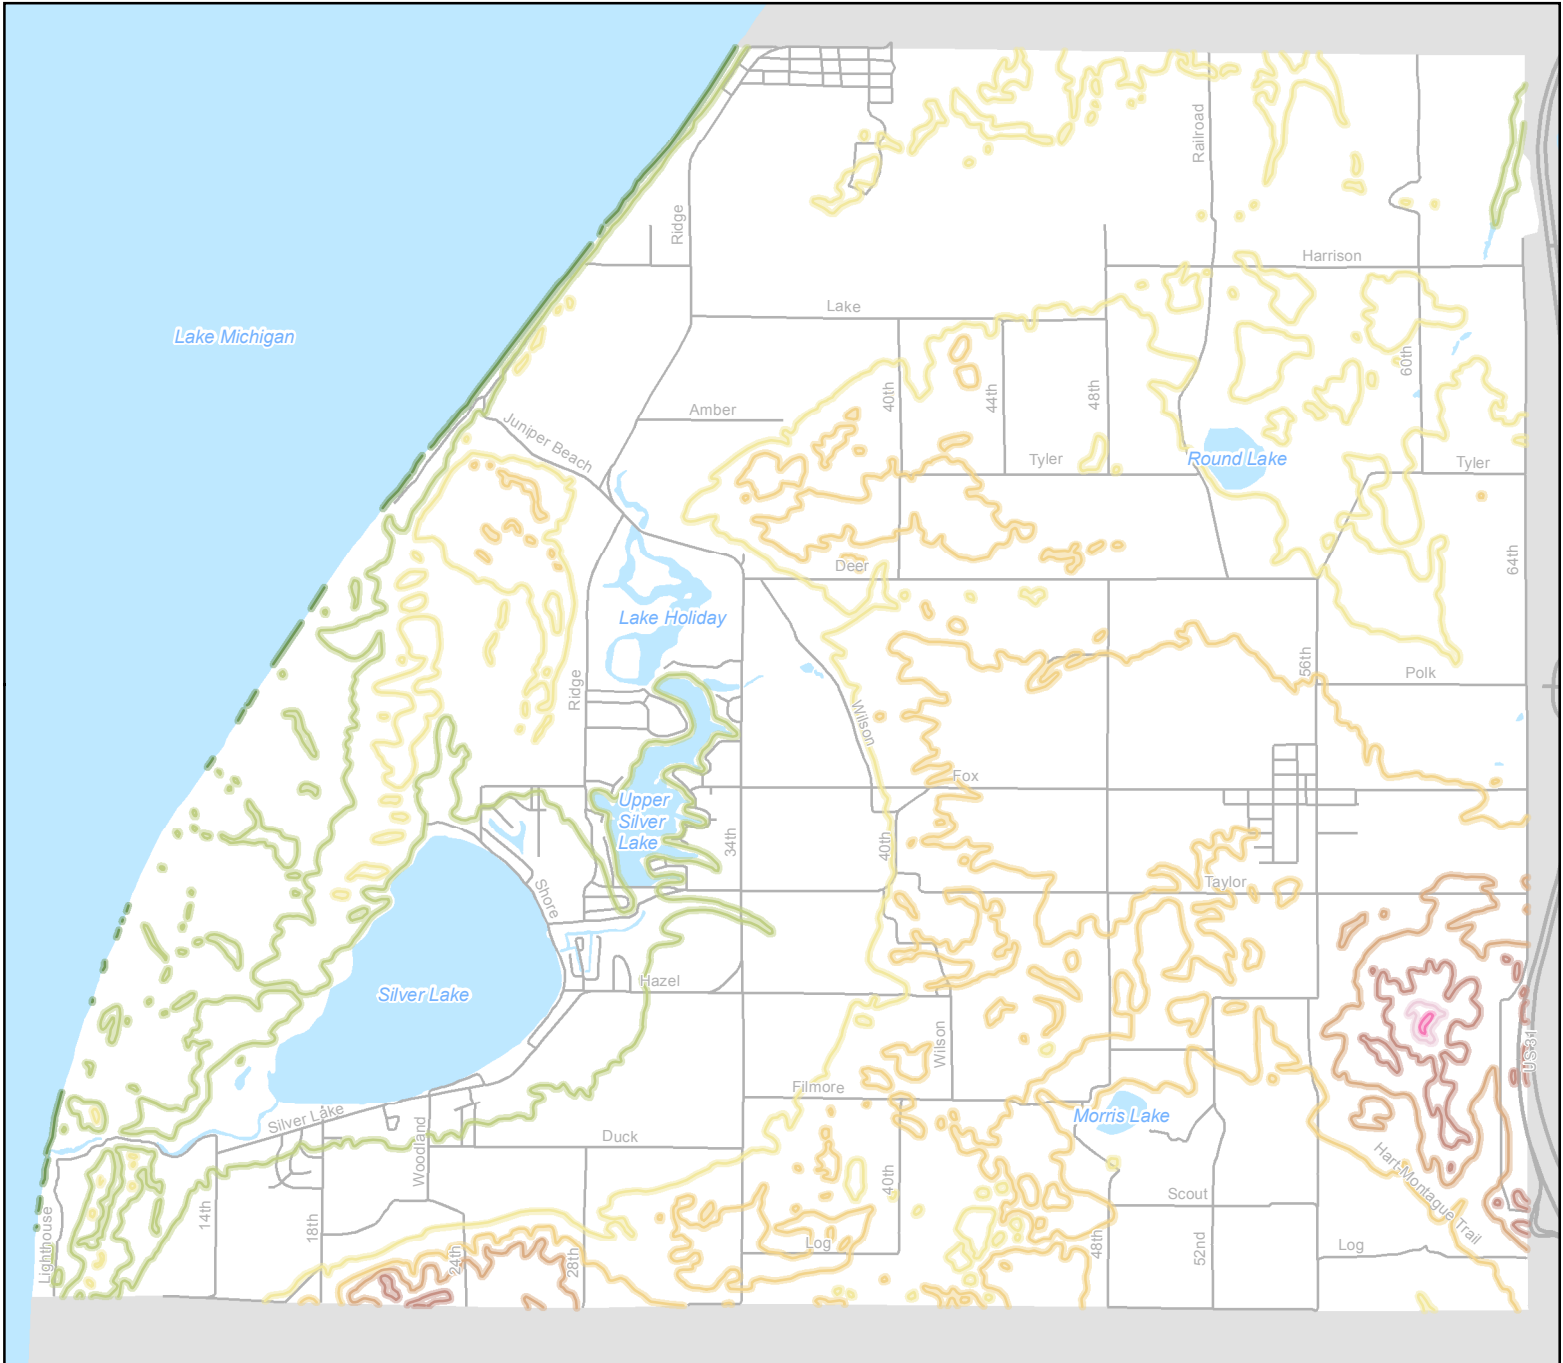 Railroad
Ridge
Harrison
Lake
Lake Michigan
60th
40th
44th
48th
Amber
Juniper Beach
Tyler
Round Lake
Tyler
64th
Deer
Lake Holiday
56th
Polk
Ridge
Wilson
Fox
Upper
Silver
Lake
34th
40th
Taylor
Shore
Hazel
Silver Lake
Wilson
US 31
Filmore
Morris Lake
Silver Lake
Woodland
Duck
Hart-Montague Trail
40th
Scout
14th
18th
Lighthouse
24th
28th
Log
48th
52nd
Log